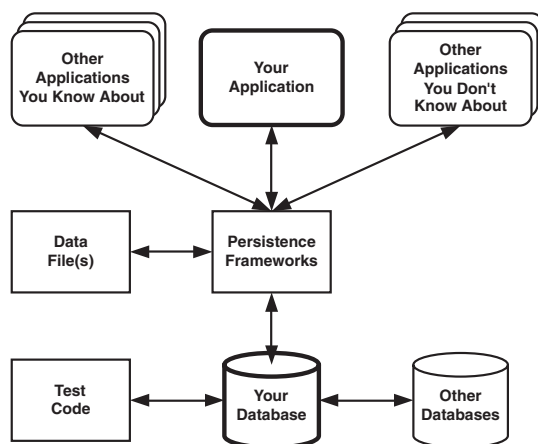 Other
Applications
You Know About
Your
Application
Other
Applications
You Don't
Know About
Data
File(s)
Persistence
Frameworks
Test
Code
Your
Database
Other
Databases